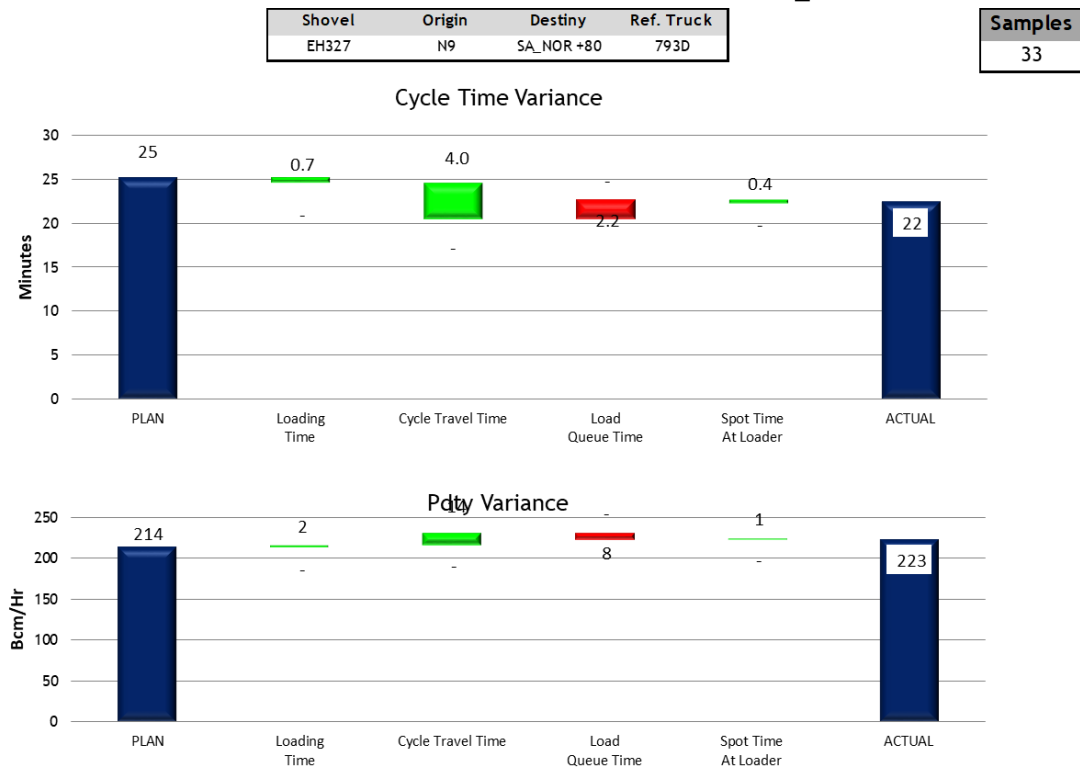 Shovel Origin Destiny Ref. Truck
EH327 N9 SA_NOR +80 793D
Samples
33
Cycle Time Variance
Minutes
30
25
20
15
10
5
0
25
0.7
-
4.0
-
-
2.2
0.4
-
22
PLAN
Loading
Time
Cycle Travel Time
Load
Queue Time
Spot Time
At Loader
ACTUAL
Pdty Variance
Bcm/Hr
250
200
150
100
50
0
214
2
-
14
-
-
8
1
-
223
PLAN
Loading
Time
Cycle Travel Time
Load
Queue Time
Spot Time
At Loader
ACTUAL